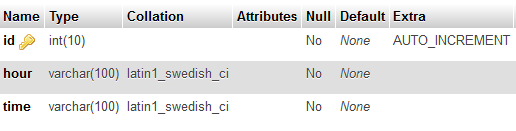 Name Type Collation Attributes Null Default Extra
id int(10) No None AUTO_INCREMENT
hour varchar(100) latin1_swedish_ci No None
time varchar(100) latin1_swedish_ci No None